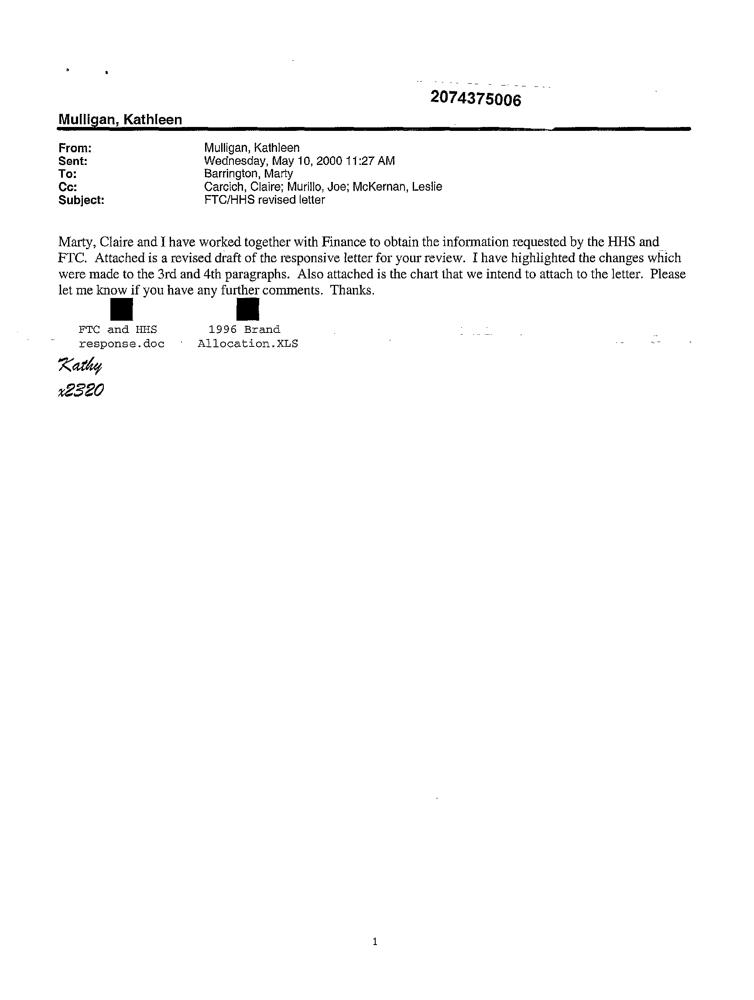 2074375006
Mulligan, Kathleen
From: Mulligan, Kathleen
Sent: Wednesday, May 10, 2000 11:27 AM
To: Barrington, Marty
Cc: Carcich, Claire; Murillo, Joe; McKernan, Leslie
Subject: FTC/HHS revised letter
Marty, Claire and I have worked together with Finance to obtain the information requested by the HHS and
FTC. Attached is a revised draft of the responsive letter for your review. I have highlighted the changes which
were made to the 3rd and 4th paragraphs. Also attached is the chart that we intend to attach to the letter. Please
let me know if you have any further comments. Thanks.
FTC and HHS 1996 Brand
response.doc Allocation.XLS
Kathy
x2320
1